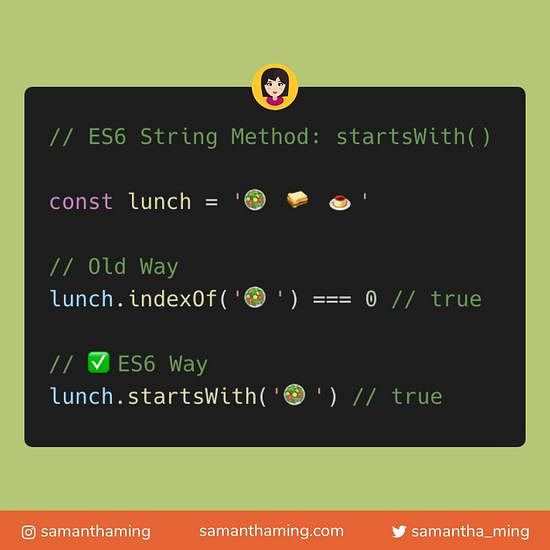 // ES6 String Method: startsWith()
const lunch = '🥗 🥪 🍮 '
// Old Way
lunch.indexOf('🥗 ') === 0 // true
// ✅ ES6 Way
lunch.startsWith('🥗 ') // true
samanthaming samanthaming.com samantha_ming